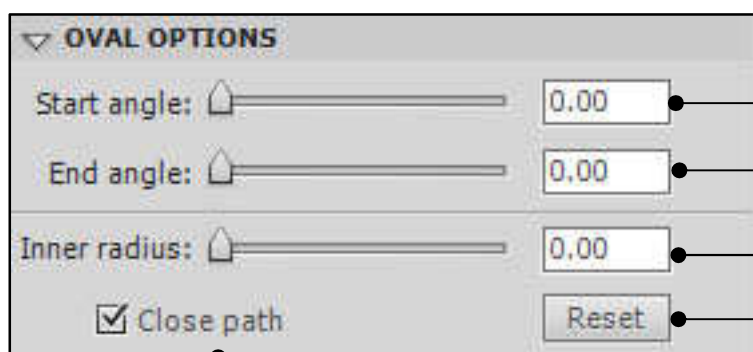 OVAL OPTIONS
Start angle: 0.00
End angle: 0.00
Inner radius: 0.00
Close path Reset